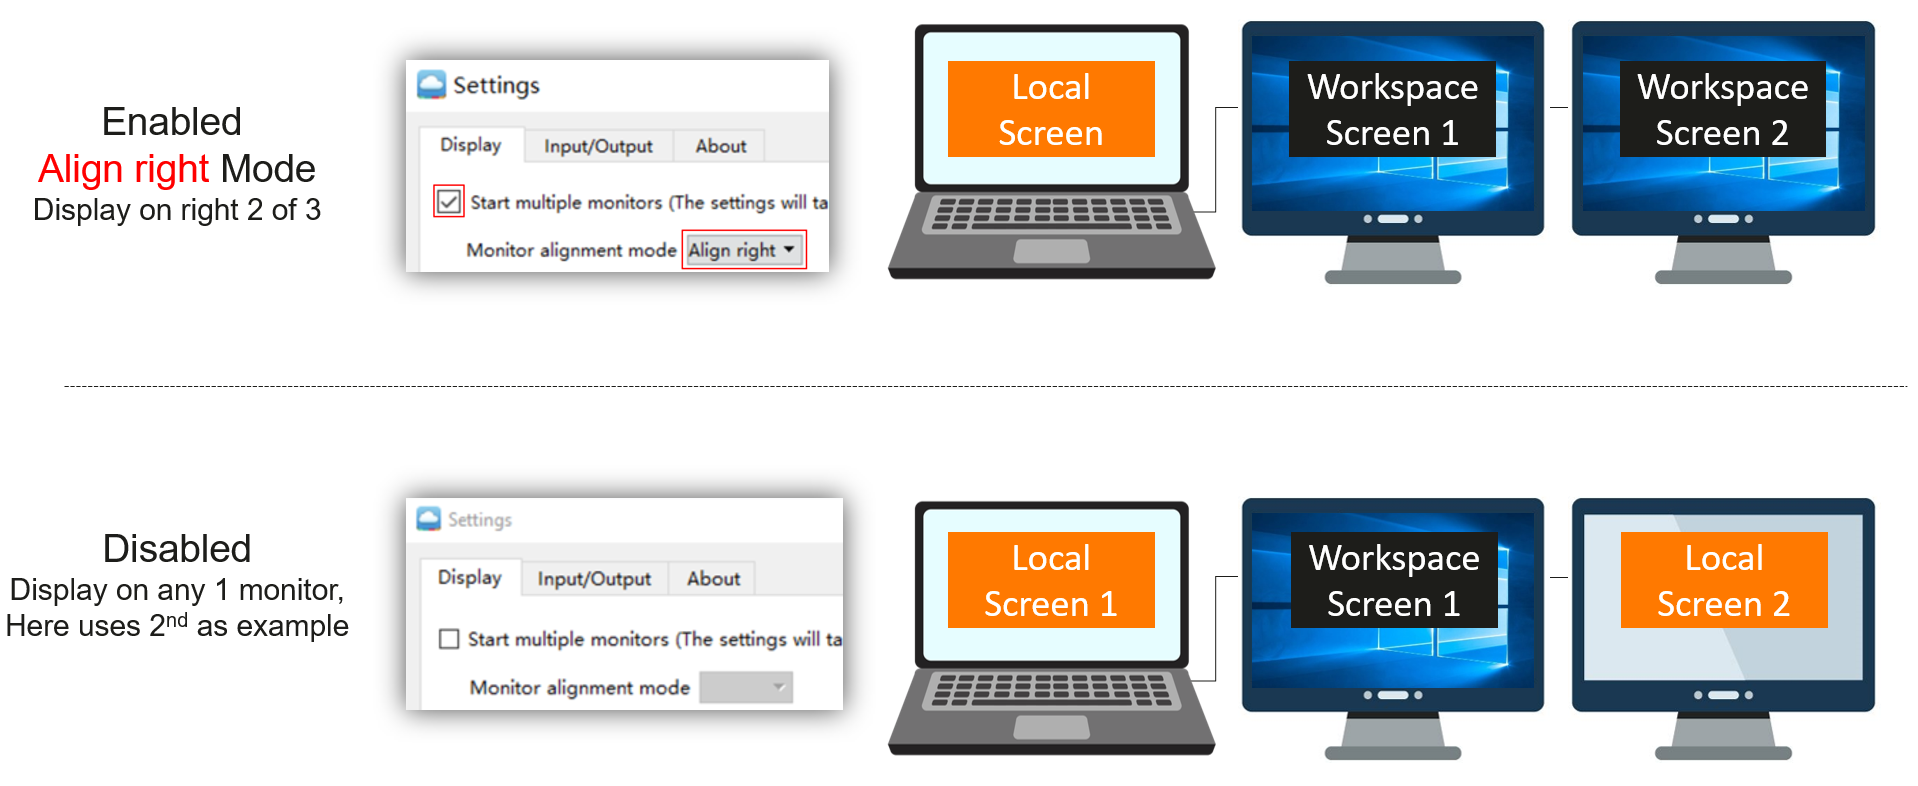 Enabled
Align right Mode
Display on right 2 of 3
Settings
Display Input/Output About
Start multiple monitors (The settings will ta
Monitor alignment mode Align right
Local
Screen
Workspace
Screen 1
Workspace
Screen 2
Disabled
Display on any 1 monitor,
Here uses 2nd as example
Settings
Display Input/Output About
Start multiple monitors (The settings will ta
Monitor alignment mode
Local
Screen 1
Workspace
Screen 1
Local
Screen 2